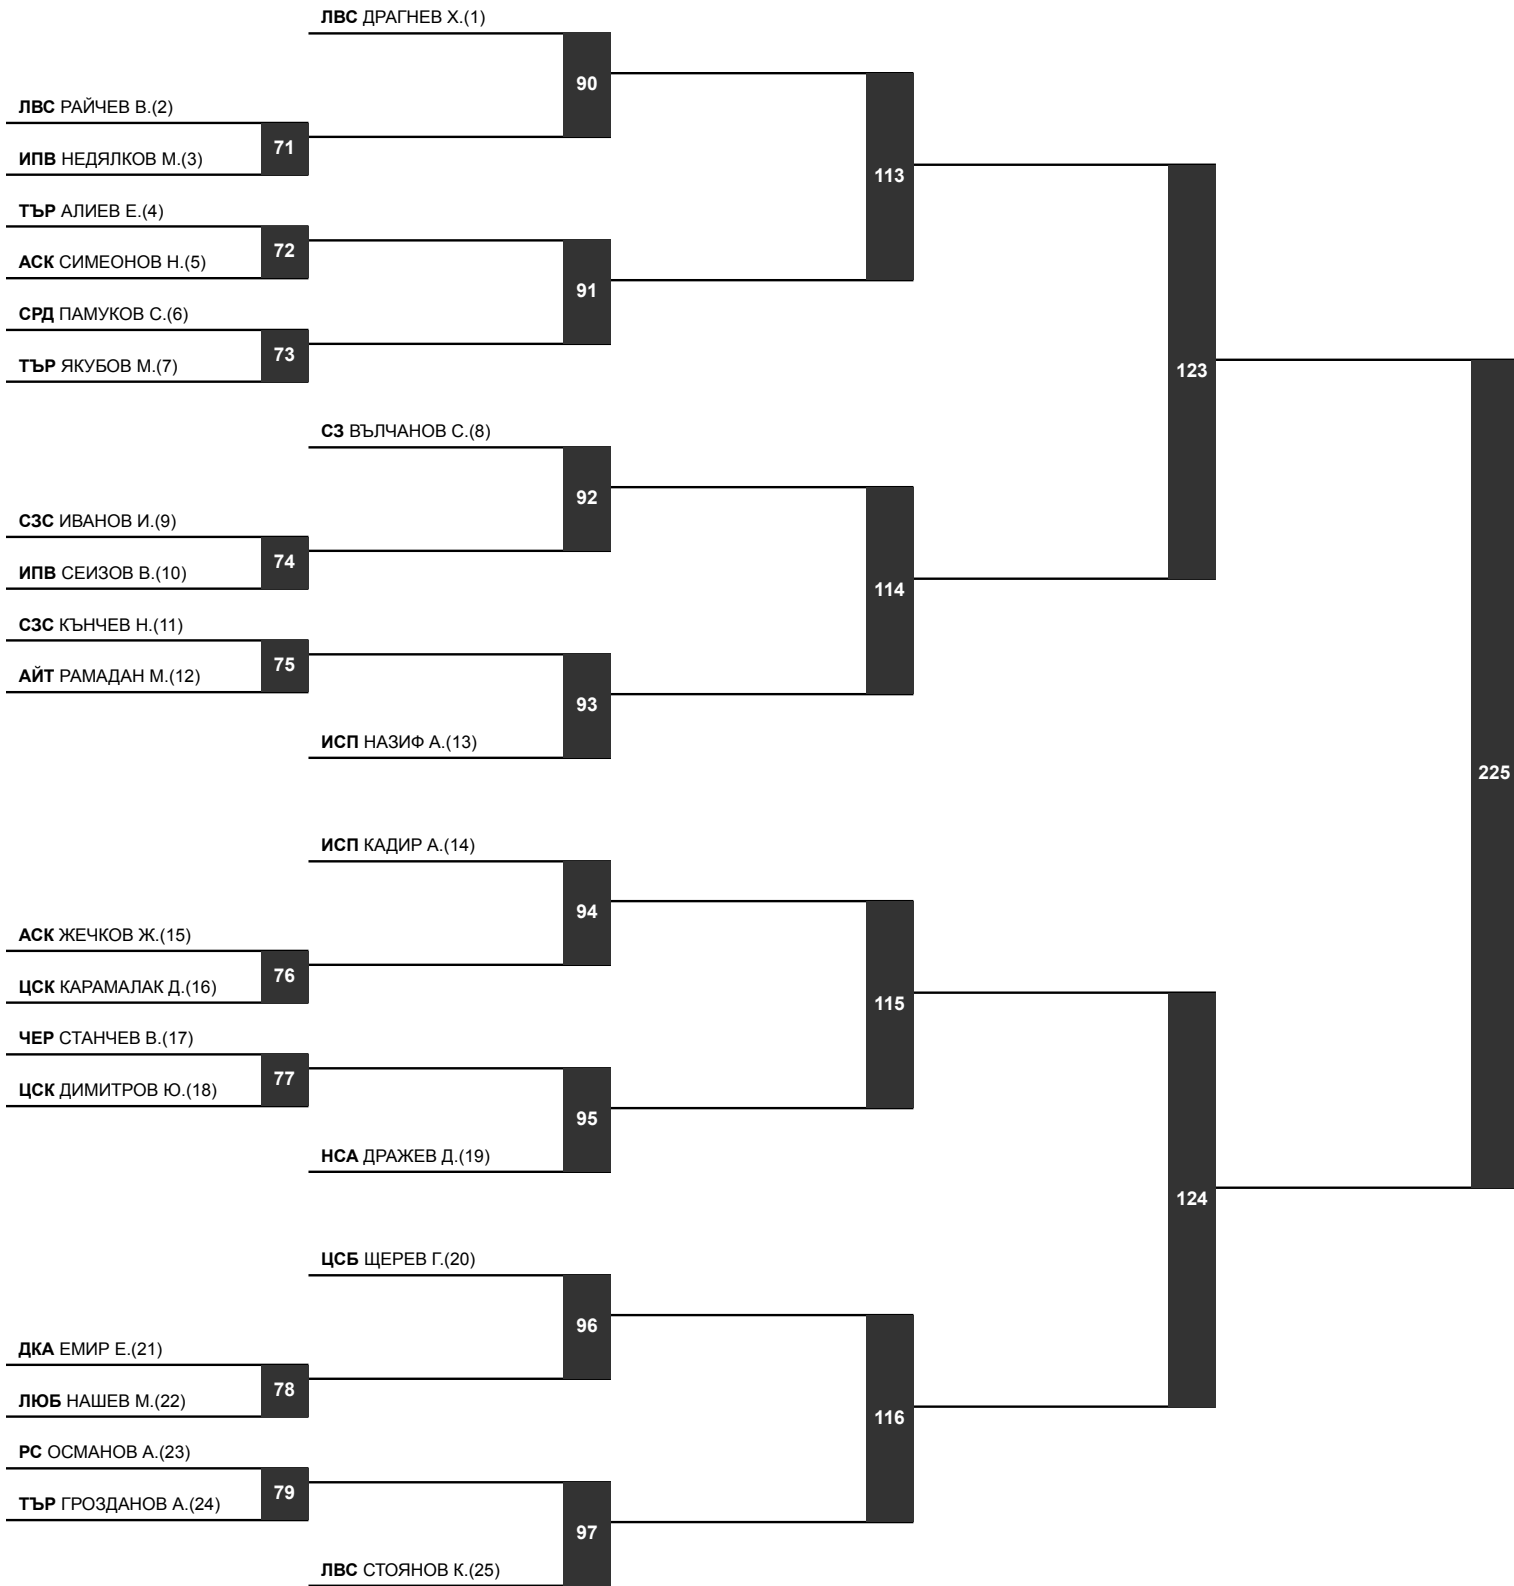 ЛВС ДРАГНЕВ Х.(1)
90
ЛВС РАЙЧЕВ В.(2)
71
ИПВ НЕДЯЛКОВ М.(3)
113
ТЪР АЛИЕВ Е.(4)
72
АСК СИМЕОНОВ Н.(5)
91
СРД ПАМУКОВ С.(6)
73
ТЪР ЯКУБОВ М.(7)
123
СЗ ВЪЛЧАНОВ С.(8)
92
СЗС ИВАНОВ И.(9)
74
ИПВ СЕИЗОВ В.(10)
114
СЗС КЪНЧЕВ Н.(11)
75
АЙТ РАМАДАН М.(12)
93
ИСП НАЗИФ А.(13)
225
ИСП КАДИР А.(14)
94
АСК ЖЕЧКОВ Ж.(15)
76
ЦСК КАРАМАЛАК Д.(16)
115
ЧЕР СТАНЧЕВ В.(17)
77
ЦСК ДИМИТРОВ Ю.(18)
95
НСА ДРАЖЕВ Д.(19)
124
ЦСБ ЩЕРЕВ Г.(20)
96
ДКА ЕМИР Е.(21)
78
ЛЮБ НАШЕВ М.(22)
116
РС ОСМАНОВ А.(23)
79
ТЪР ГРОЗДАНОВ А.(24)
97
ЛВС СТОЯНОВ К.(25)